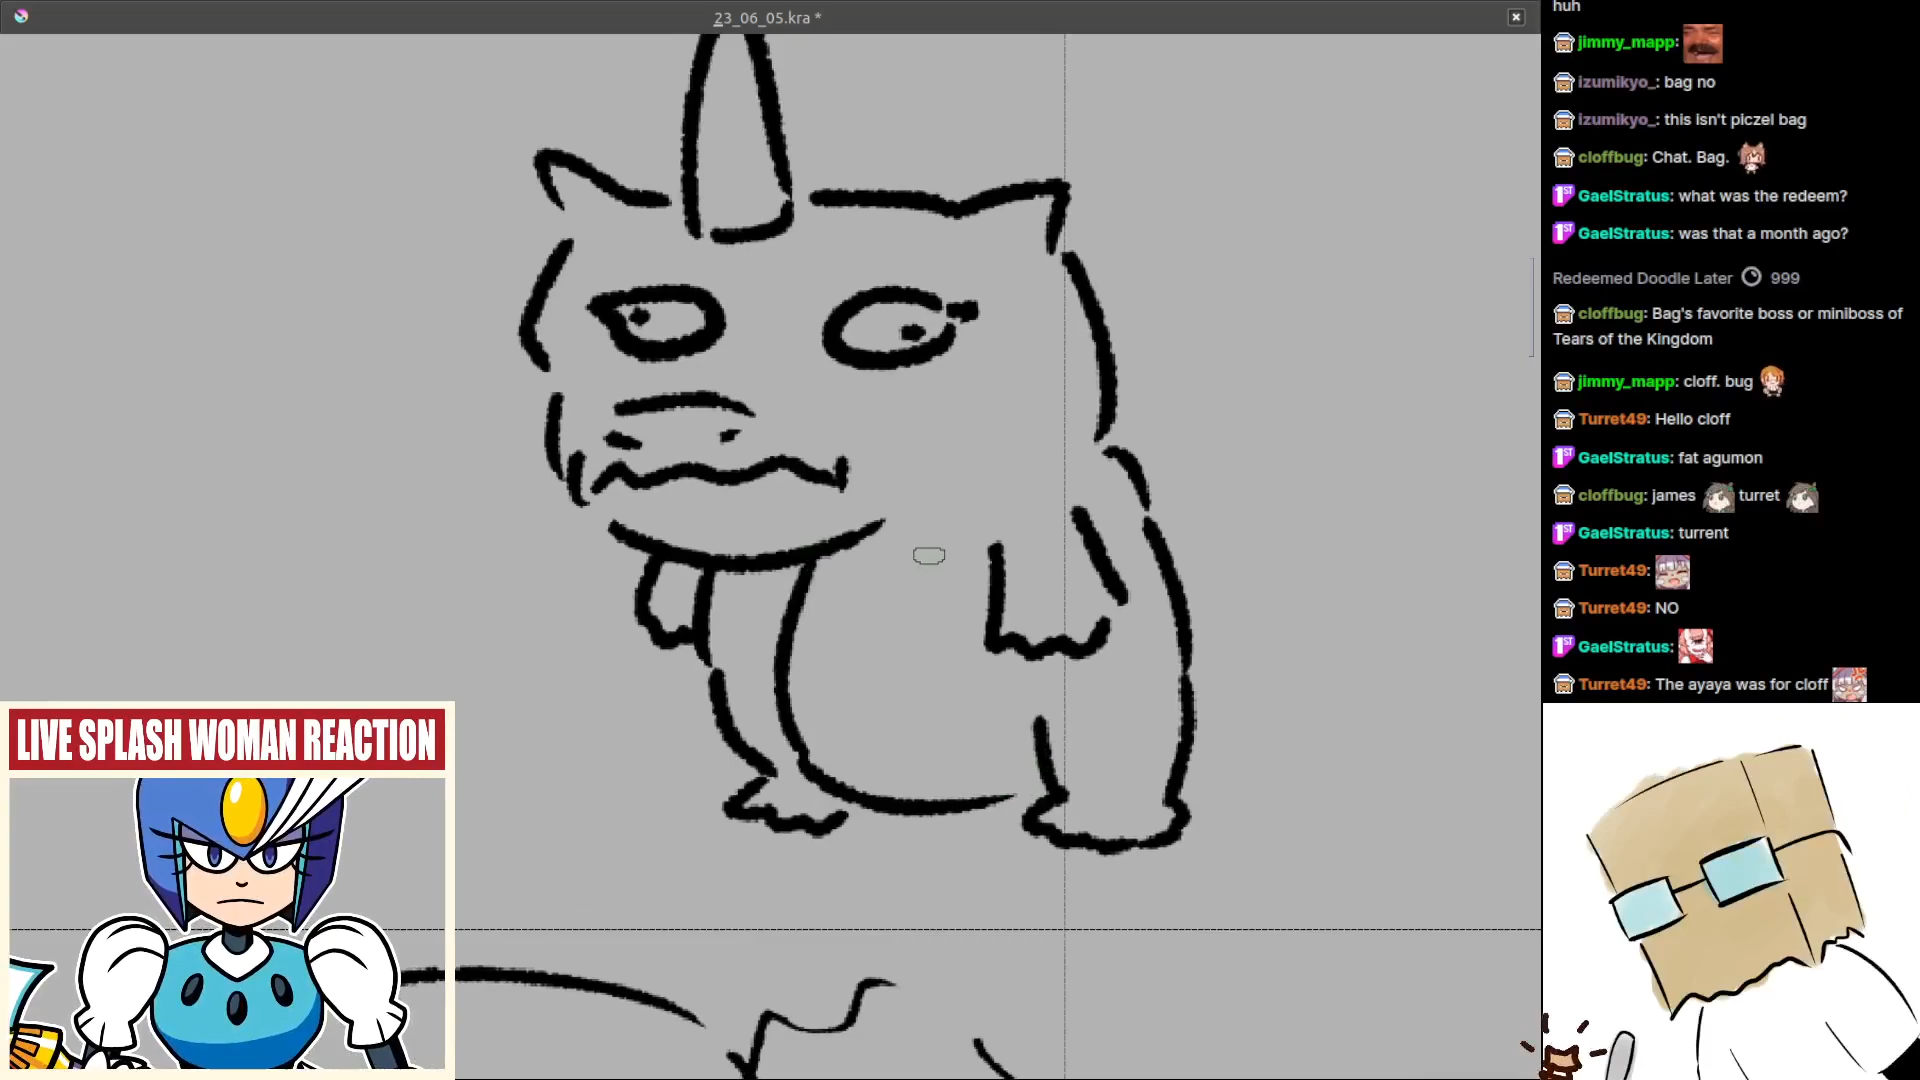 23_06_05.kra *
huh
jimmy_mapp:
izumikyo_: bag no
izumikyo_: this isn't piczel bag
cloffbug: Chat. Bag.
GaelStratus: what was the redeem?
GaelStratus: was that a month ago?
Redeemed Doodle Later 999
cloffbug: Bag's favorite boss or miniboss of
Tears of the Kingdom
jimmy_mapp: cloff. bug
Turret49: Hello cloff
GaelStratus: fat agumon
cloffbug: james turret
GaelStratus: turrent
Turret49:
Turret49: NO
GaelStratus:
Turret49: The ayaya was for cloff
LIVE SPLASH WOMAN REACTION